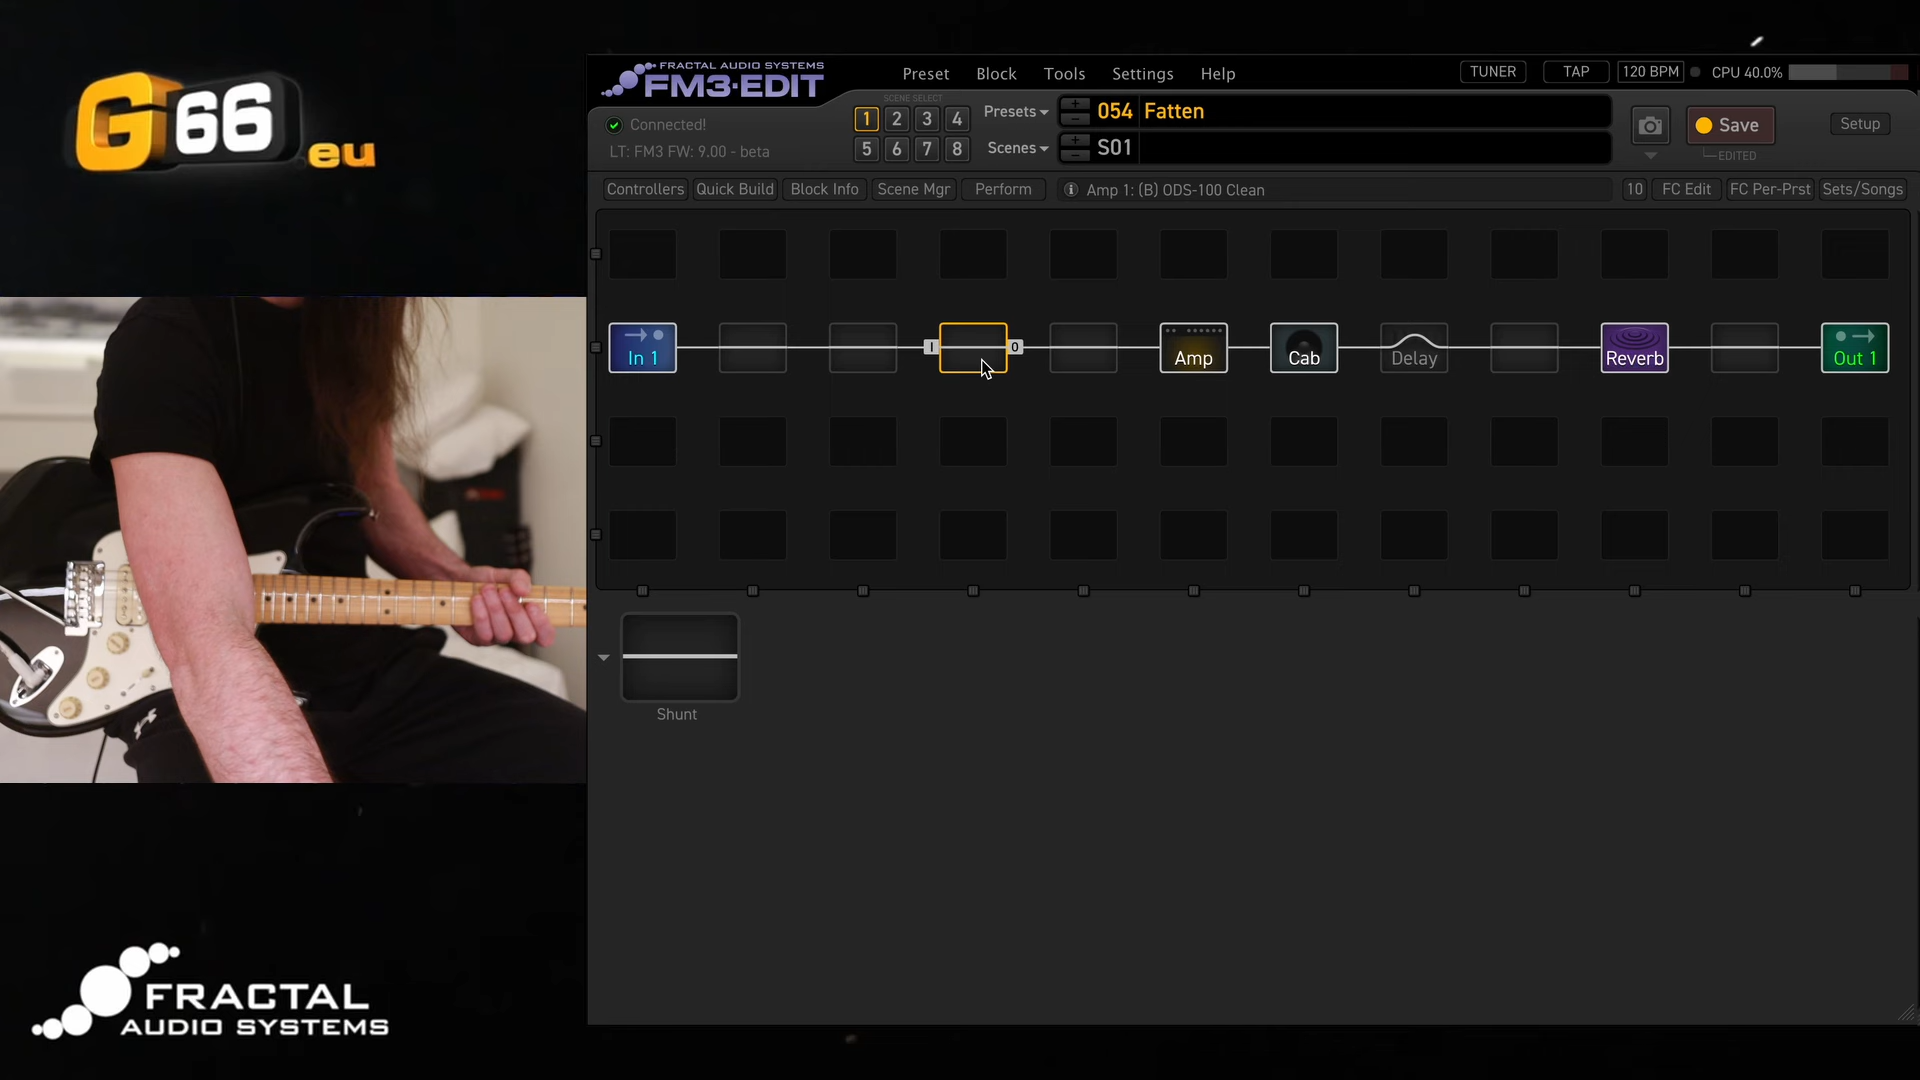 G66
.eu
FRACTAL AUDIO SYSTEMS
FM3·EDIT
Preset Block Tools Settings Help
TUNER TAP 120 BPM CPU 40.0%
SCENE SELECT
Connected!
LT: FM3 FW: 9.00 - beta
1 2 3 4
5 6 7 8
Presets + - 054 Fatten
Scenes + - S01
Save
EDITED
Setup
Controllers Quick Build Block Info Scene Mgr Perform
Amp 1: (B) ODS-100 Clean
10 FC Edit FC Per-Prst Sets/Songs
In 1 I O Amp Cab Delay Reverb Out 1
Shunt
FRACTAL
AUDIO SYSTEMS